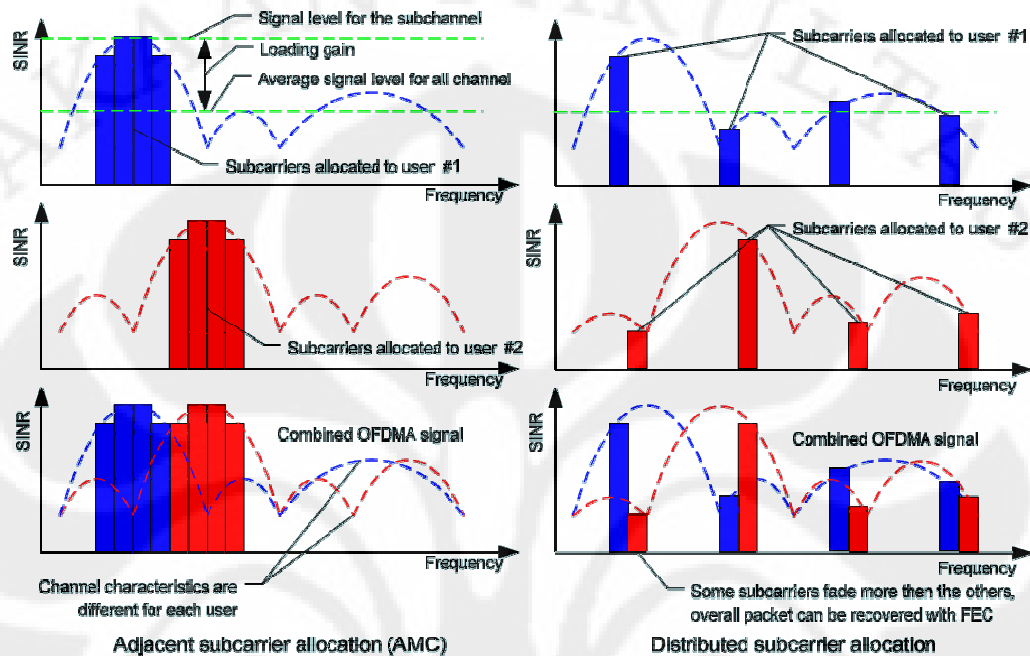 SINR
Signal level for the subchannel
Loading gain
Average signal level for all channel
Subcarriers allocated to user #1
Frequency
SINR
Subcarriers allocated to user #1
Frequency
SINR
Subcarriers allocated to user #2
Frequency
SINR
Subcarriers allocated to user #2
Frequency
SINR
Combined OFDMA signal
Frequency
Channel characteristics are
different for each user
Adjacent subcarrier allocation (AMC)
SINR
Combined OFDMA signal
Frequency
Some subcarriers fade more then the others,
overall packet can be recovered with FEC
Distributed subcarrier allocation